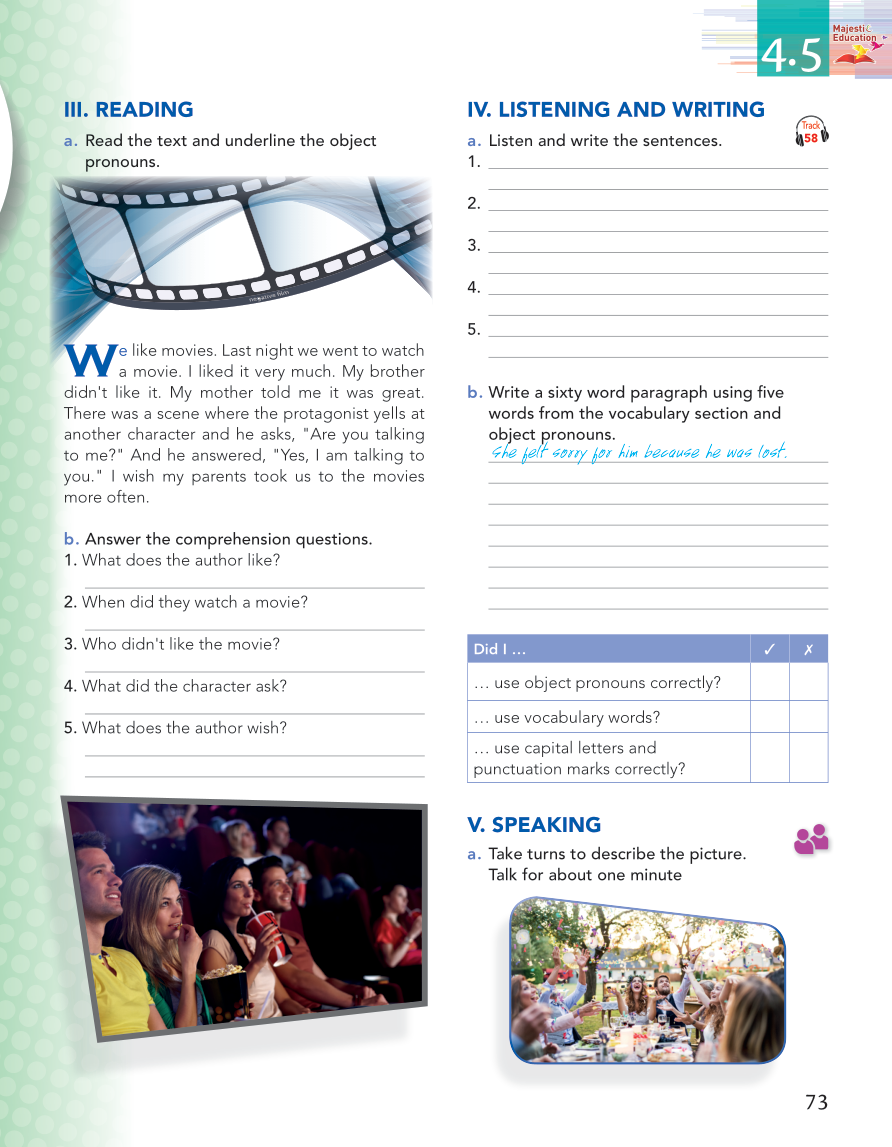 4.5
Majestic
Education
III. READING
a. Read the text and underline the object
pronouns.
negative film
We like movies. Last night we went to watch
a movie. I liked it very much. My brother
didn't like it. My mother told me it was great.
There was a scene where the protagonist yells at
another character and he asks, "Are you talking
to me?" And he answered, "Yes, I am talking to
you." I wish my parents took us to the movies
more often.
b. Answer the comprehension questions.
1. What does the author like?
2. When did they watch a movie?
3. Who didn't like the movie?
4. What did the character ask?
5. What does the author wish?
IV. LISTENING AND WRITING
Track
58
a. Listen and write the sentences.
1.
2.
3.
4.
5.
b. Write a sixty word paragraph using five
words from the vocabulary section and
object pronouns.
She felt sorry for him because he was lost.
Did I … ✓ ✗
… use object pronouns correctly?
… use vocabulary words?
… use capital letters and
punctuation marks correctly?
V. SPEAKING
a. Take turns to describe the picture.
Talk for about one minute
73